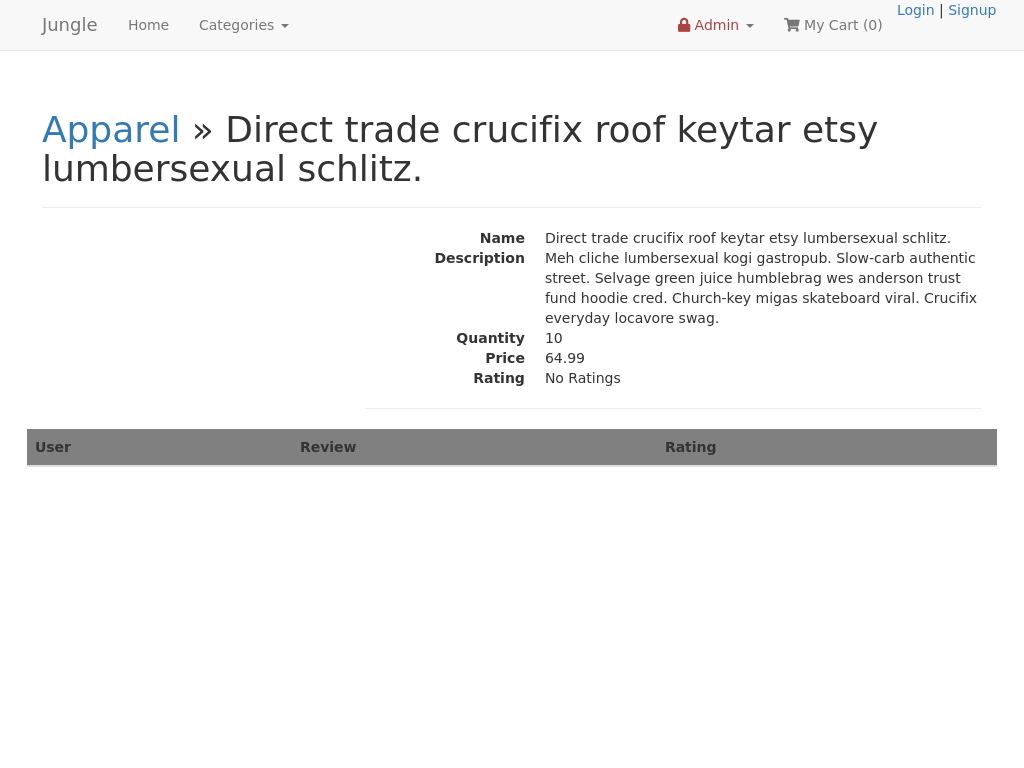 Jungle Home Categories Admin My Cart (0) Login | Signup
Apparel » Direct trade crucifix roof keytar etsy
lumbersexual schlitz.
Name Direct trade crucifix roof keytar etsy lumbersexual schlitz.
Description Meh cliche lumbersexual kogi gastropub. Slow-carb authentic
street. Selvage green juice humblebrag wes anderson trust
fund hoodie cred. Church-key migas skateboard viral. Crucifix
everyday locavore swag.
Quantity 10
Price 64.99
Rating No Ratings
User Review Rating